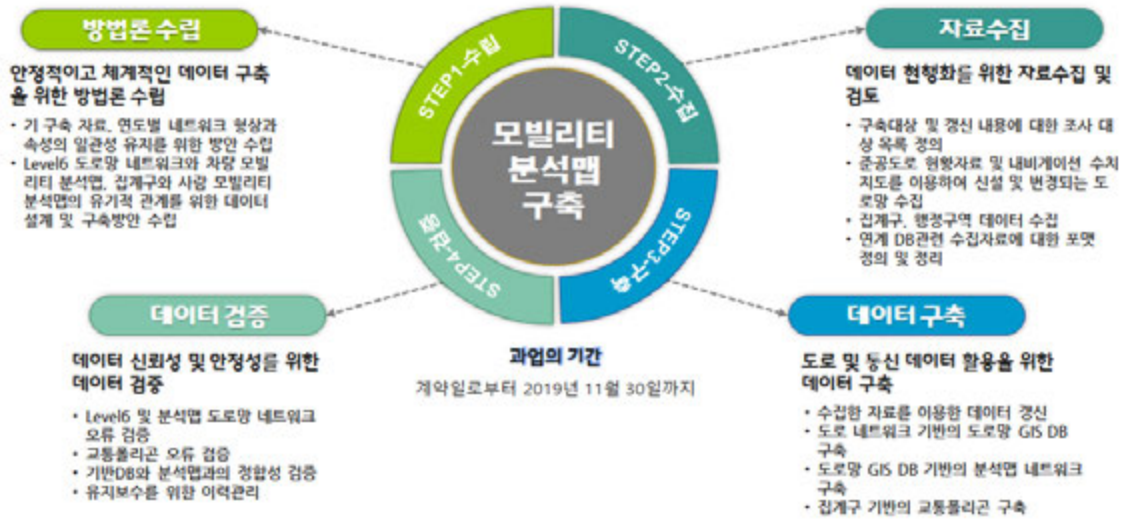 방법론 수립
안정적이고 체계적인 데이터 구축
을 위한 방법론 수립
• 기 구축 자료, 연도별 네트워크 형상과
속성의 일관성 유지를 위한 방안 수립
• Level6 도로망 네트워크와 차량 모빌
리티 분석맵, 집계구와 사람 모빌리티
분석맵의 유기적 관계를 위한 데이터
설계 및 구축방안 수립
STEP1-수립
STEP2-수집
STEP3-구축
STEP4-검증
모빌리티
분석맵
구축
자료수집
데이터 현행화를 위한 자료수집 및
검토
• 구축대상 및 갱신 내용에 대한 조사 대
상 목록 정의
• 준공도로 현황자료 및 내비게이션 수치
지도를 이용하여 신설 및 변경되는 도
로망 수집
• 집계구, 행정구역 데이터 수집
• 연계 DB관련 수집자료에 대한 포맷
정의 및 정리
데이터 검증
데이터 신뢰성 및 안정성을 위한
데이터 검증
• Level6 및 분석맵 도로망 네트워크
오류 검증
• 교통폴리곤 오류 검증
• 기반DB와 분석맵과의 정합성 검증
• 유지보수를 위한 이력관리
과업의 기간
계약일로부터 2019년 11월 30일까지
데이터 구축
도로 및 통신 데이터 활용을 위한
데이터 구축
• 수집한 자료를 이용한 데이터 갱신
• 도로 네트워크 기반의 도로망 GIS DB
구축
• 도로망 GIS DB 기반의 분석맵 네트워크
구축
• 집계구 기반의 교통폴리곤 구축